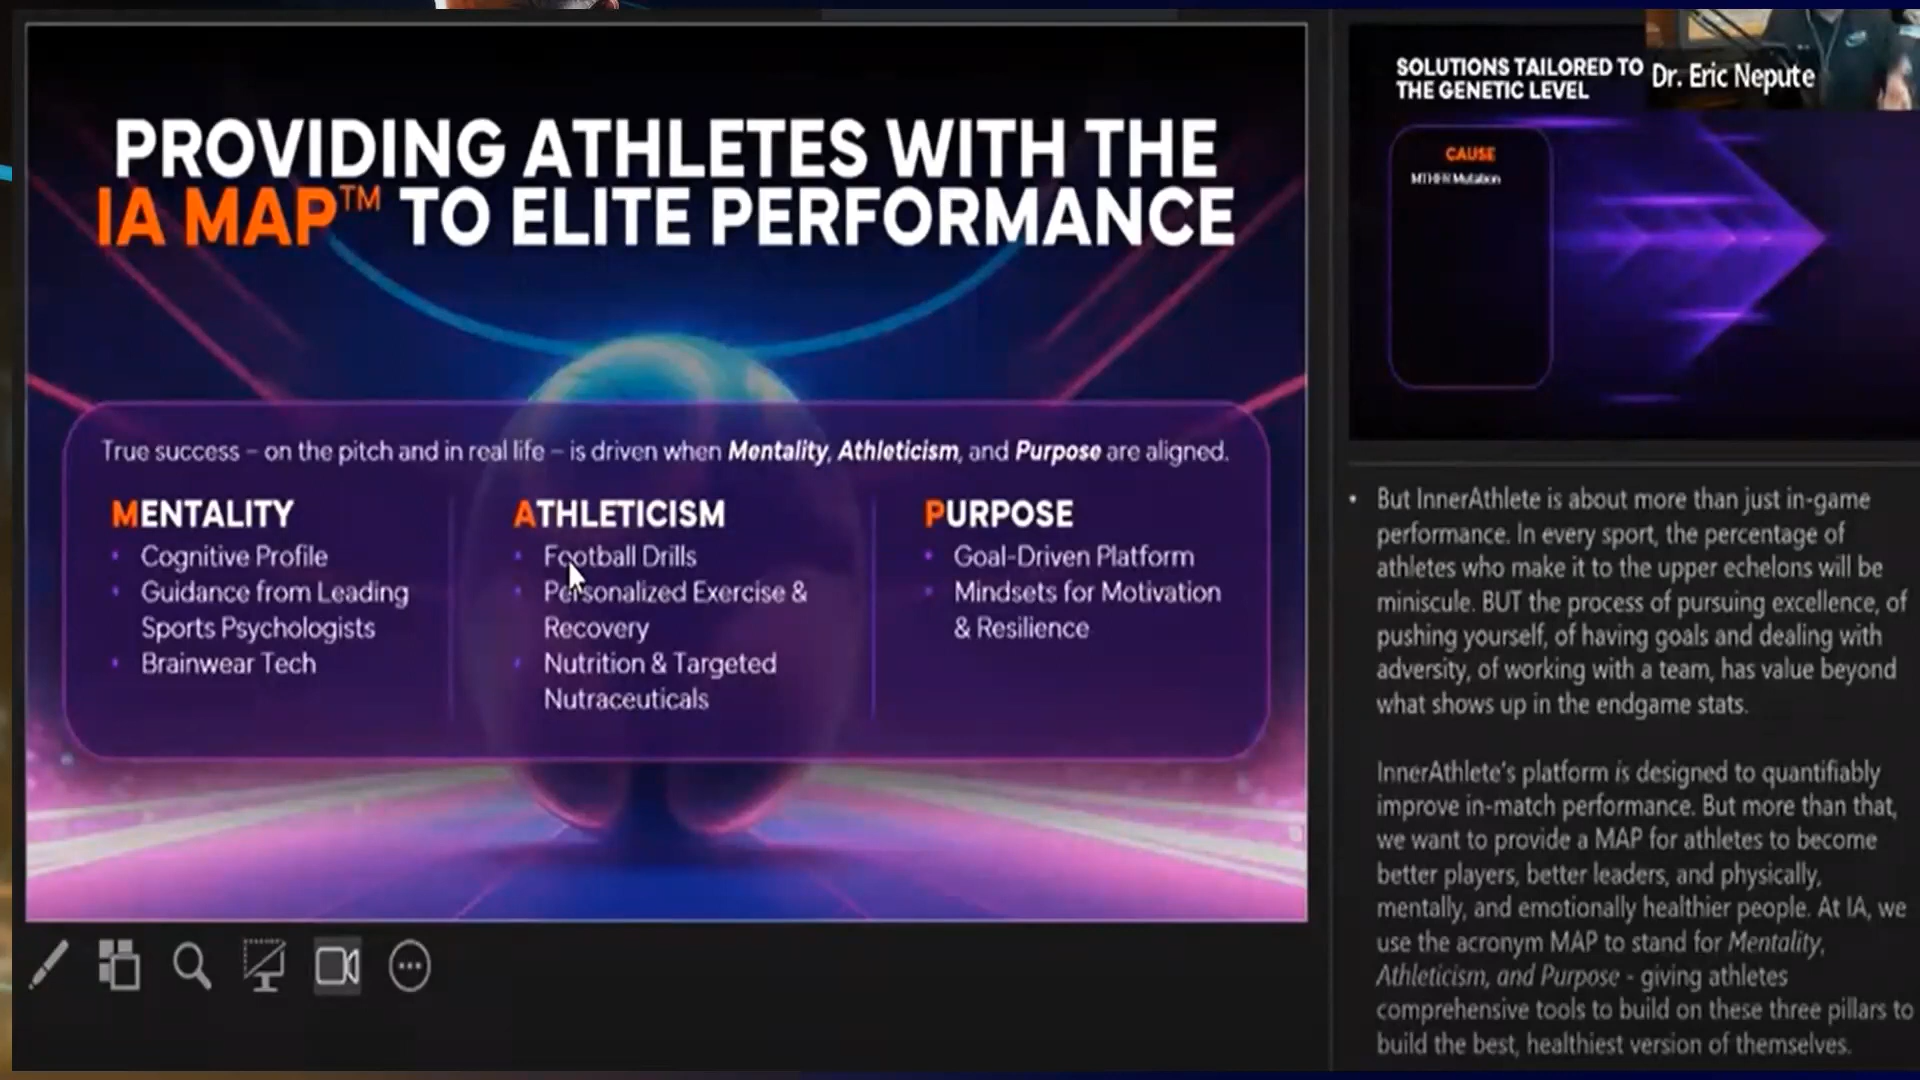 PROVIDING ATHLETES WITH THE
IA MAP™ TO ELITE PERFORMANCE
True success – on the pitch and in real life – is driven when Mentality, Athleticism, and Purpose are aligned.
MENTALITY
• Cognitive Profile
• Guidance from Leading
Sports Psychologists
• Brainwear Tech
ATHLETICISM
• Football Drills
• Personalized Exercise &
Recovery
• Nutrition & Targeted
Nutraceuticals
PURPOSE
• Goal-Driven Platform
• Mindsets for Motivation
& Resilience
SOLUTIONS TAILORED TO
THE GENETIC LEVEL
Dr. Eric Nepute
CAUSE
MTHFR Mutation
• But InnerAthlete is about more than just in-game
performance. In every sport, the percentage of
athletes who make it to the upper echelons will be
miniscule. BUT the process of pursuing excellence, of
pushing yourself, of having goals and dealing with
adversity, of working with a team, has value beyond
what shows up in the endgame stats.
InnerAthlete's platform is designed to quantifiably
improve in-match performance. But more than that,
we want to provide a MAP for athletes to become
better players, better leaders, and physically,
mentally, and emotionally healthier people. At IA, we
use the acronym MAP to stand for Mentality,
Athleticism, and Purpose - giving athletes
comprehensive tools to build on these three pillars to
build the best, healthiest version of themselves.